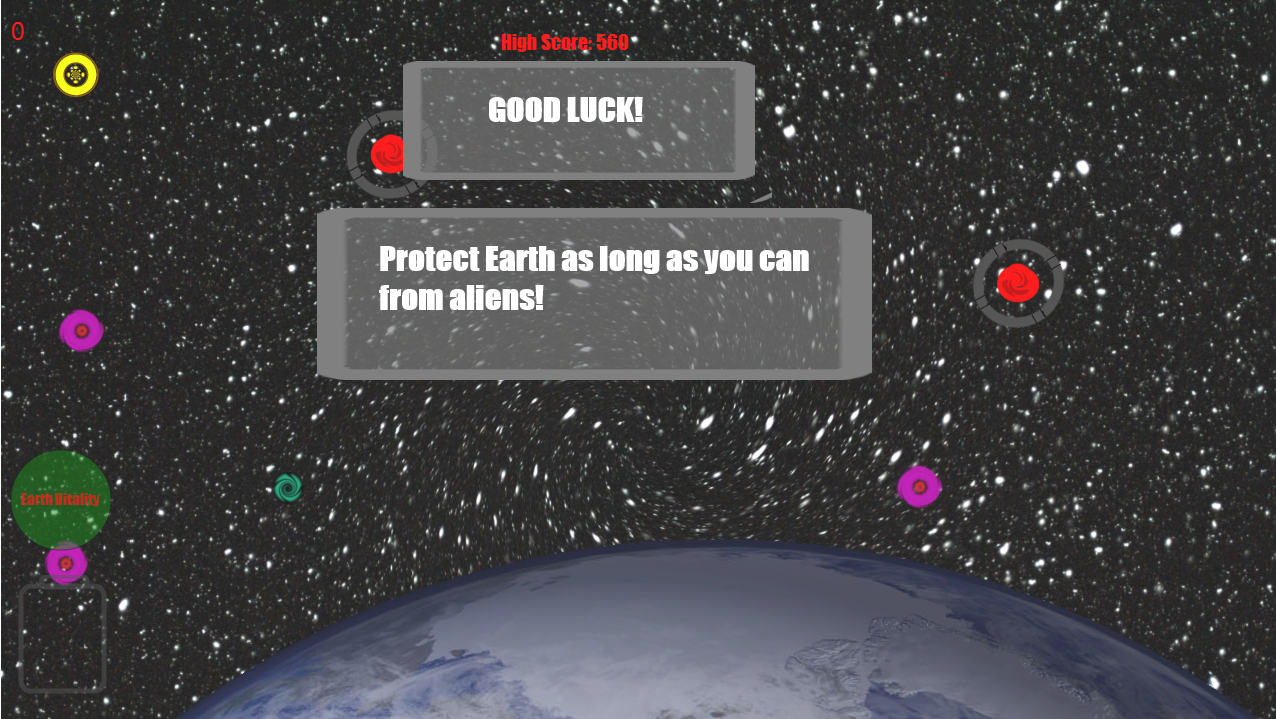 0
High Score: 560
GOOD LUCK!
Protect Earth as long as you can
from aliens!
Earth Vitality